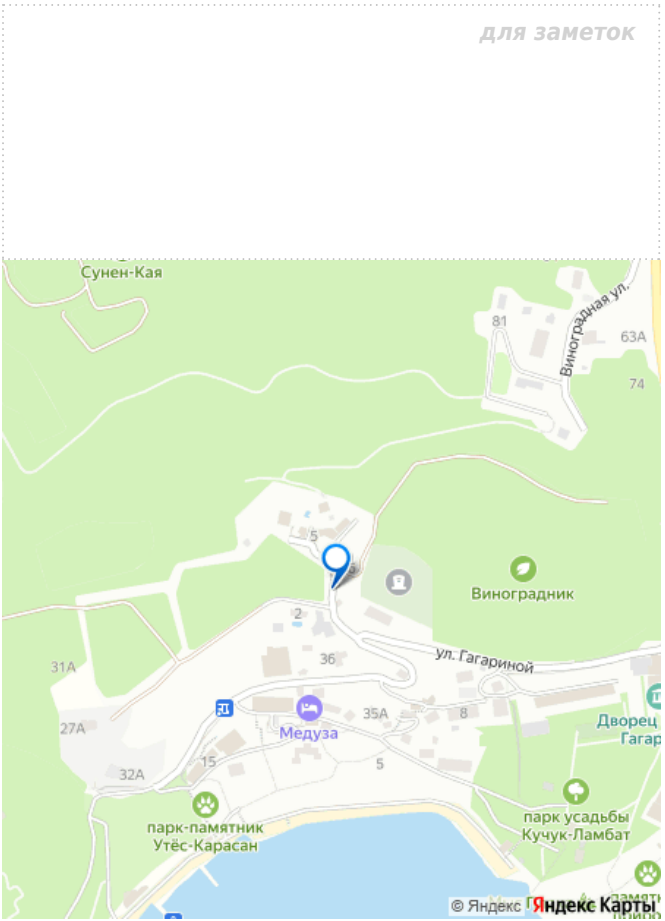 для заметок
Сунен-Кая
81
Виноградная ул.
63А
74
5
Виноградник
2
36
ул. Гагариной
31А
Дворец
Гагар
27А
Медуза
35А
8
15
5
32А
парк-памятник
Утёс-Карасан
парк усадьбы
Кучук-Ламбат
© Яндекс Яндекс Карты